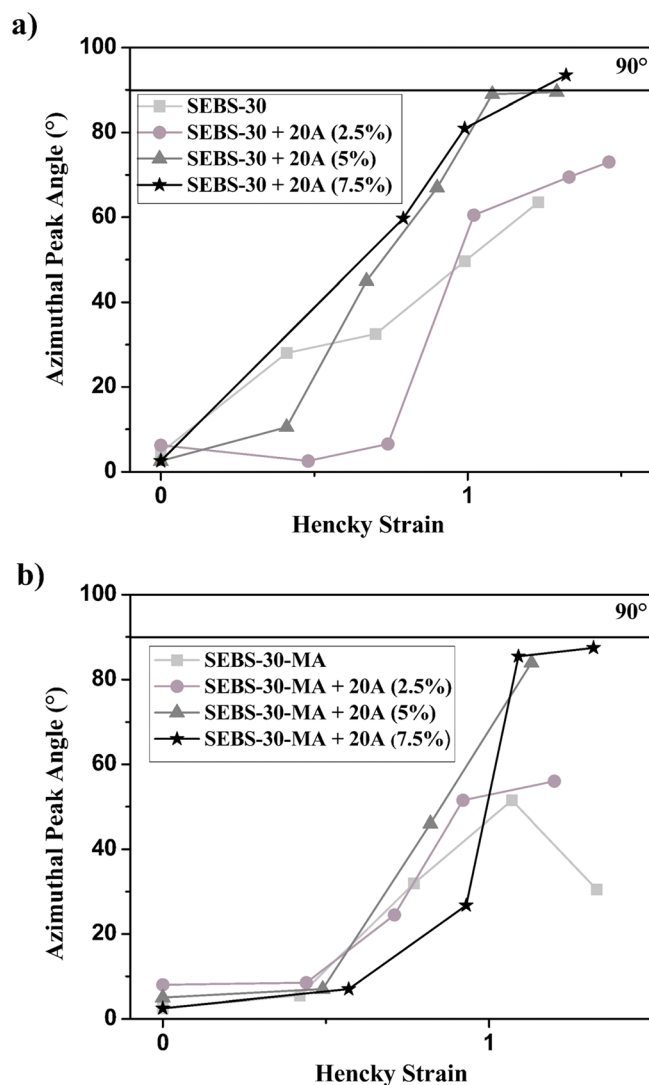 a)
100
90°
80
60
40
20
0
Azimuthal Peak Angle (°)
SEBS-30
SEBS-30 + 20A (2.5%)
SEBS-30 + 20A (5%)
SEBS-30 + 20A (7.5%)
0
1
Hencky Strain
b)
100
90°
80
60
40
20
0
Azimuthal Peak Angle (°)
SEBS-30-MA
SEBS-30-MA + 20A (2.5%)
SEBS-30-MA + 20A (5%)
SEBS-30-MA + 20A (7.5%)
0
1
Hencky Strain